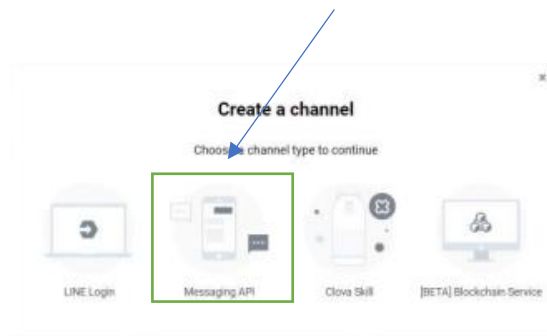 Create a channel
Choose a channel type to continue
LINE Login
Messaging API
Clova Skill
[BETA] Blockchain Service